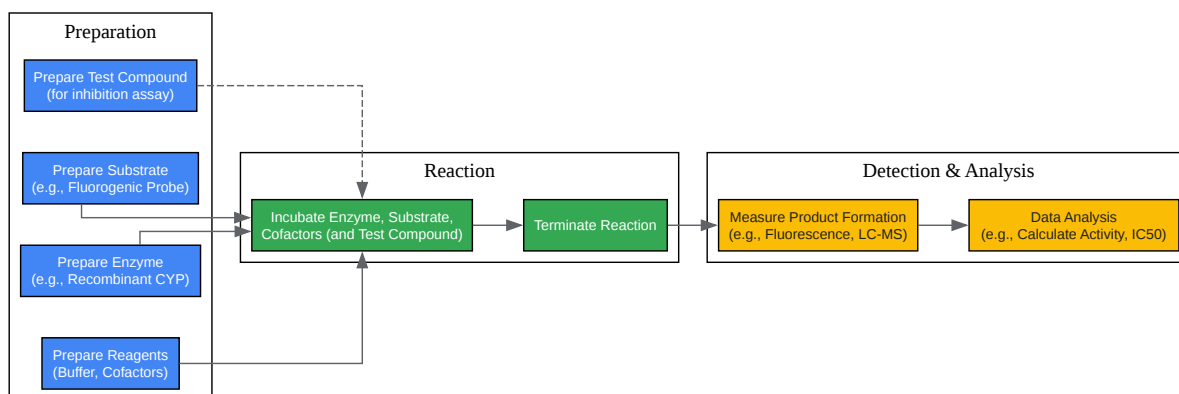 Preparation
Prepare Test Compound
(for inhibition assay)
Prepare Substrate
(e.g., Fluorogenic Probe)
Prepare Enzyme
(e.g., Recombinant CYP)
Prepare Reagents
(Buffer, Cofactors)
Reaction
Incubate Enzyme, Substrate,
Cofactors (and Test Compound)
Terminate Reaction
Detection & Analysis
Measure Product Formation
(e.g., Fluorescence, LC-MS)
Data Analysis
(e.g., Calculate Activity, IC50)